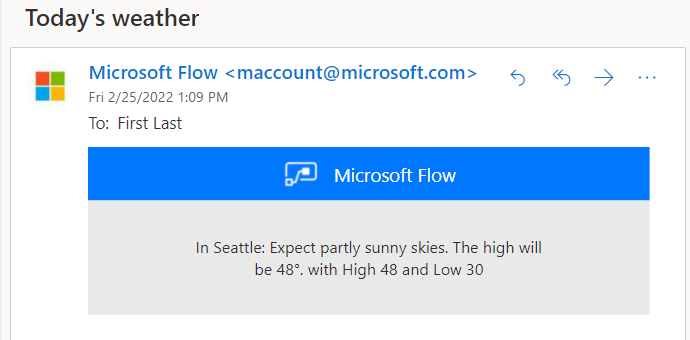 Today's weather
Microsoft Flow <maccount@microsoft.com>
Fri 2/25/2022 1:09 PM
To: First Last
Microsoft Flow
In Seattle: Expect partly sunny skies. The high will
be 48°. with High 48 and Low 30